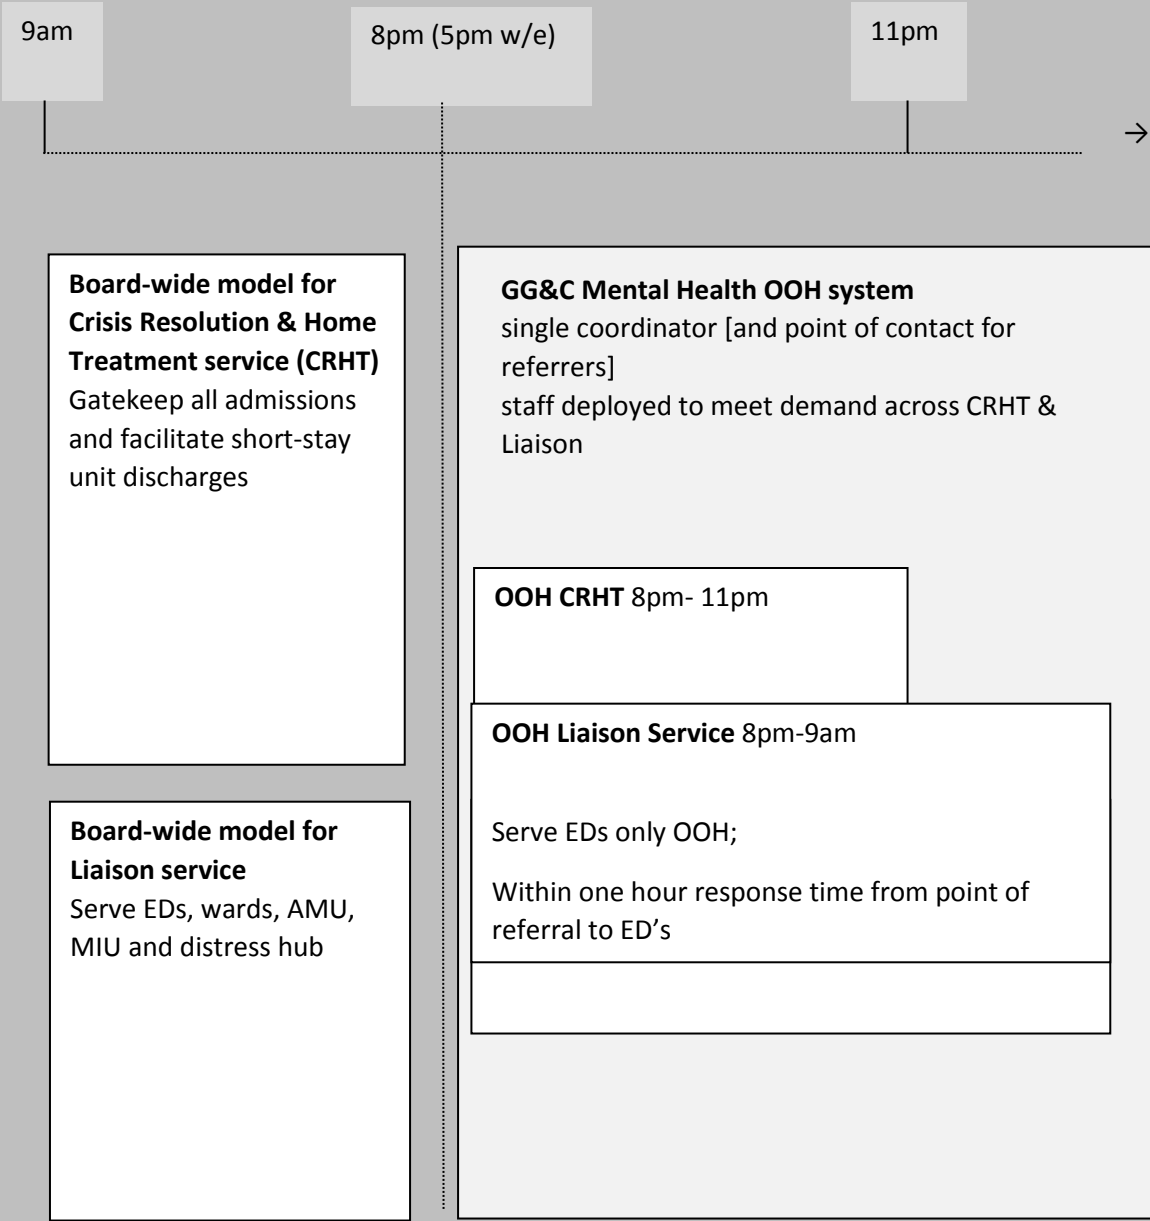 9am
8pm (5pm w/e)
11pm
→
Board-wide model for
Crisis Resolution & Home
Treatment service (CRHT)
Gatekeep all admissions
and facilitate short-stay
unit discharges
Board-wide model for
Liaison service
Serve EDs, wards, AMU,
MIU and distress hub
GG&C Mental Health OOH system
single coordinator [and point of contact for
referrers]
staff deployed to meet demand across CRHT &
Liaison
OOH CRHT 8pm- 11pm
OOH Liaison Service 8pm-9am
Serve EDs only OOH;
Within one hour response time from point of
referral to ED’s